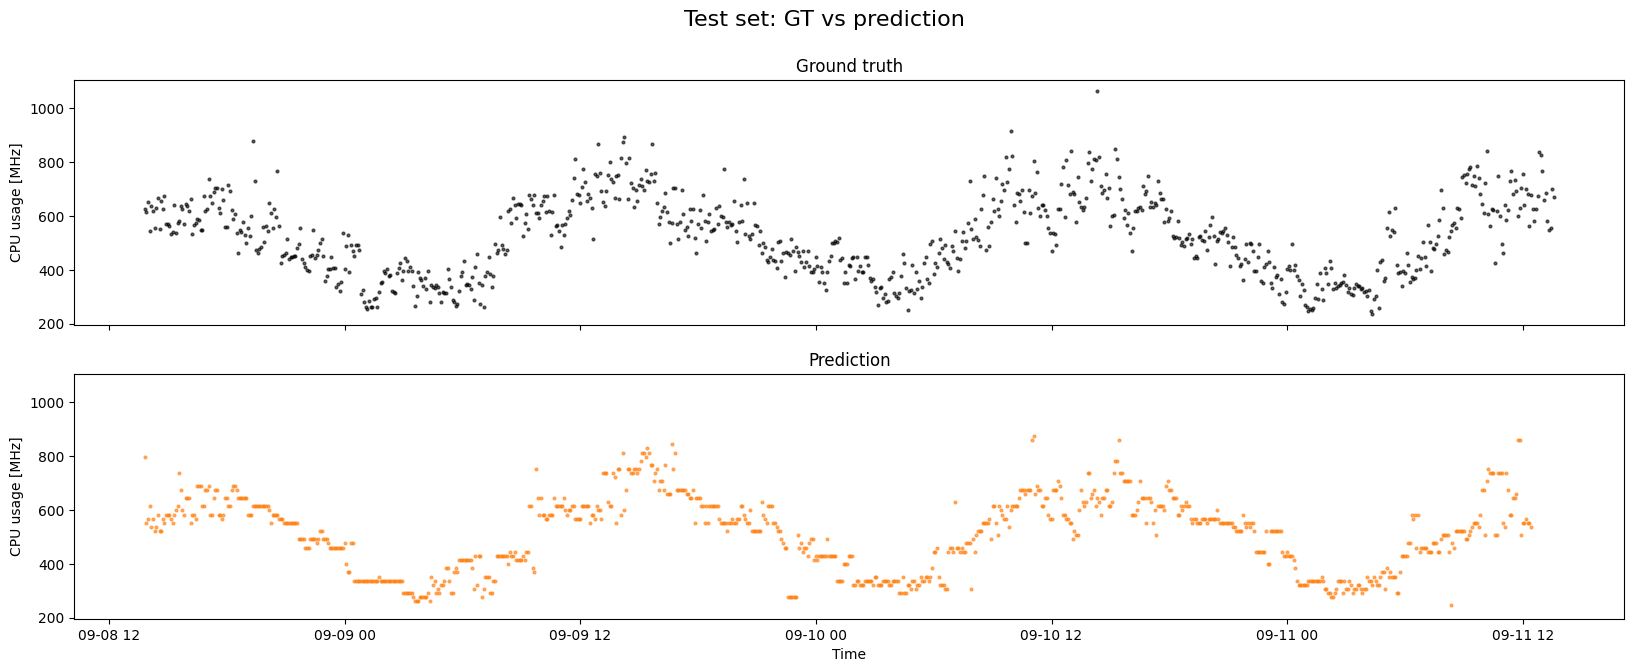 Test set: GT vs prediction
Ground truth
CPU usage [MHz]
1000
800
600
400
200
Prediction
CPU usage [MHz]
1000
800
600
400
200
09-08 12 09-09 00 09-09 12 09-10 00 09-10 12 09-11 00 09-11 12
Time